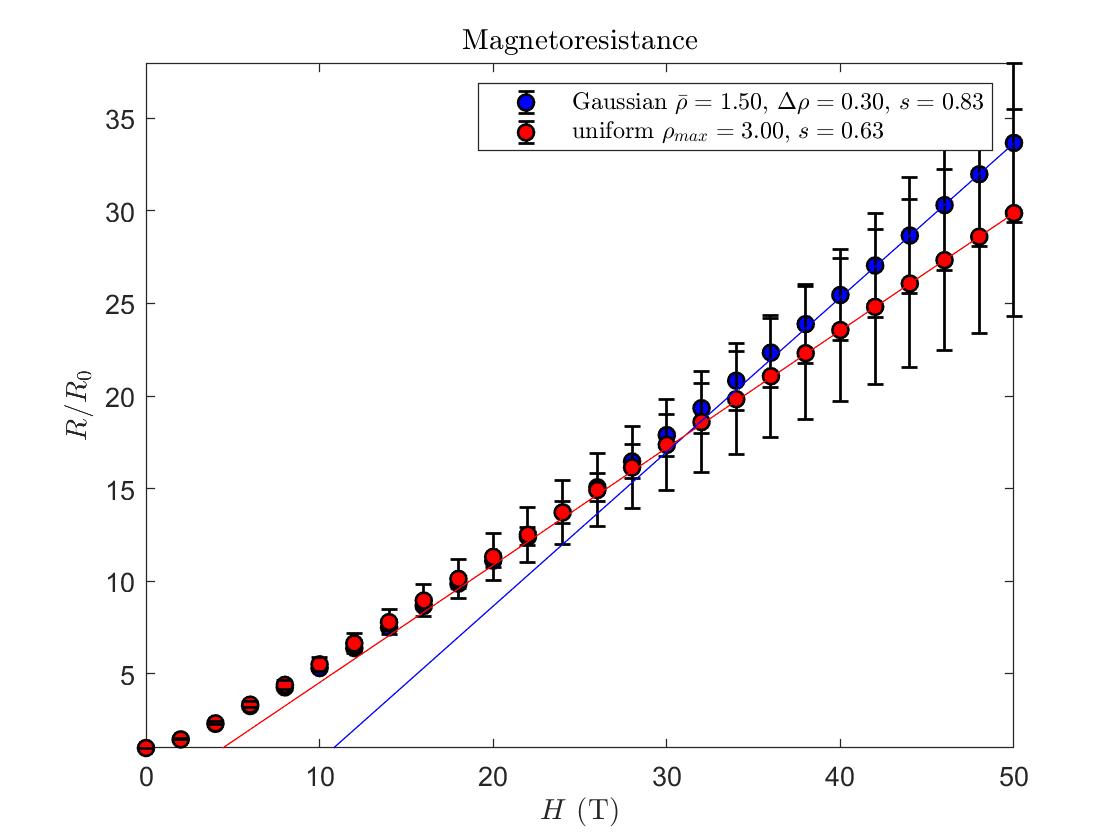 Magnetoresistance
Gaussian ρ̄ = 1.50, Δρ = 0.30, s = 0.83
uniform ρ_max = 3.00, s = 0.63
R/R₀
35
30
25
20
15
10
5
0 10 20 30 40 50
H (T)